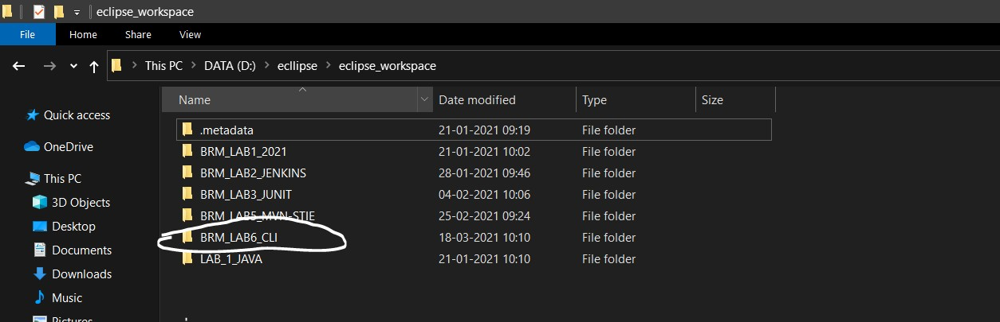 eclipse_workspace
File Home Share View
This PC DATA (D:) ecllipse eclipse_workspace
Name Date modified Type Size
Quick access
OneDrive
This PC
3D Objects
Desktop
Documents
Downloads
Music
Pictures
.metadata 21-01-2021 09:19 File folder
BRM_LAB1_2021 21-01-2021 10:02 File folder
BRM_LAB2_JENKINS 28-01-2021 09:46 File folder
BRM_LAB3_JUNIT 04-02-2021 10:06 File folder
BRM_LAB5_MVN-STIE 25-02-2021 09:24 File folder
BRM_LAB6_CLI 18-03-2021 10:10 File folder
LAB_1_JAVA 21-01-2021 10:10 File folder